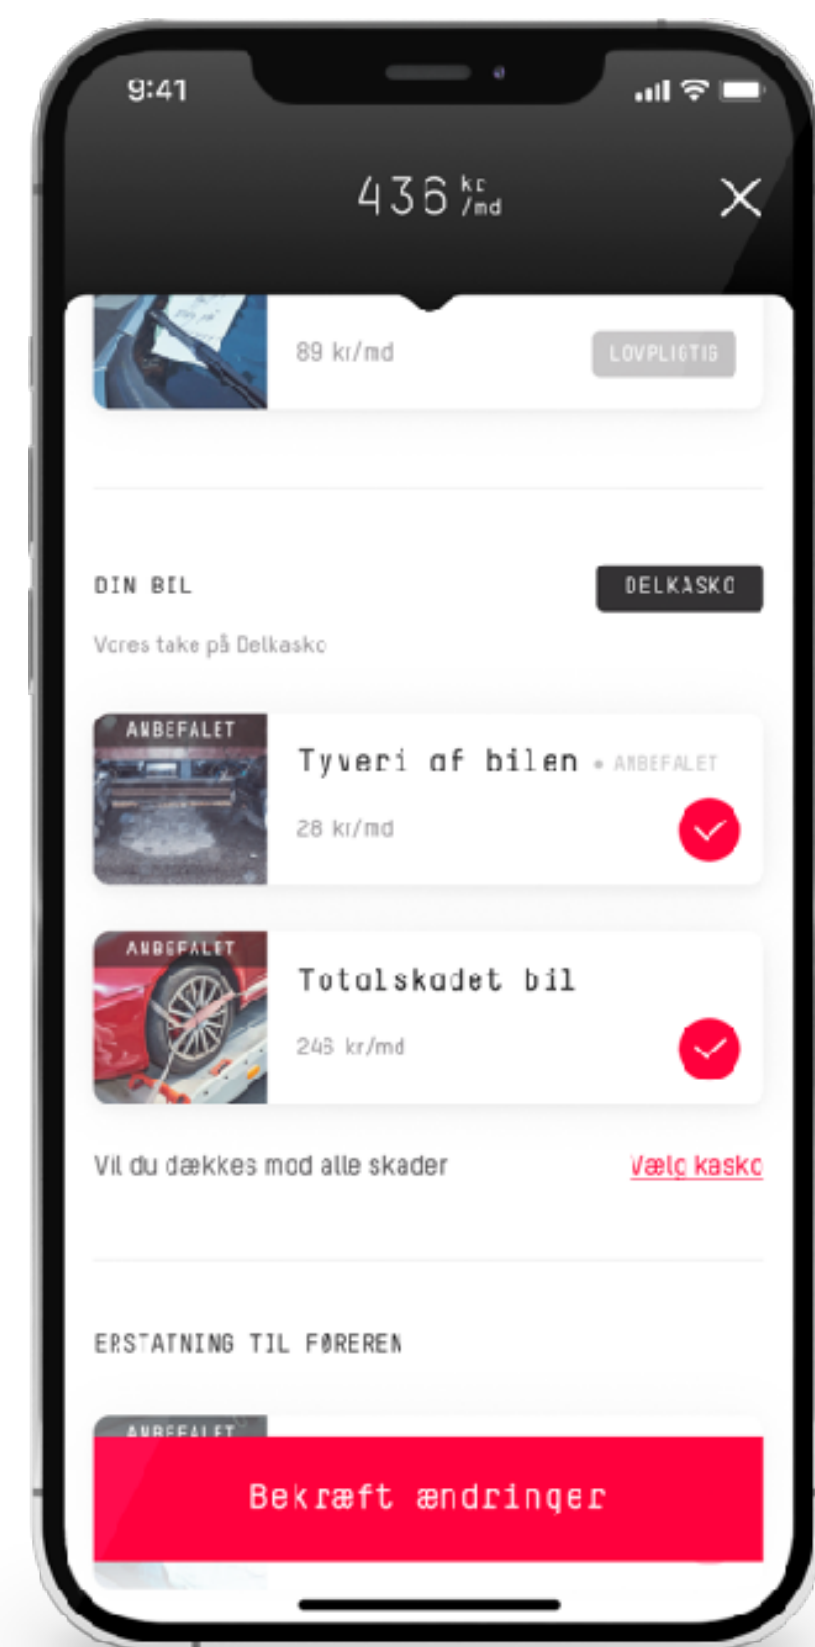 9:41
436 kr
/md
89 kr/md
LOVPLIGTIG
DIN BIL
DELKASKO
Vores take på Delkasko
ANBEFALET
Tyveri af bilen • ANBEFALET
28 kr/md
ANBEFALET
Totalskadet bil
246 kr/md
Vil du dækkes mod alle skader
Vælg kasko
ERSTATNING TIL FØREREN
ANBEFALET
Bekræft ændringer